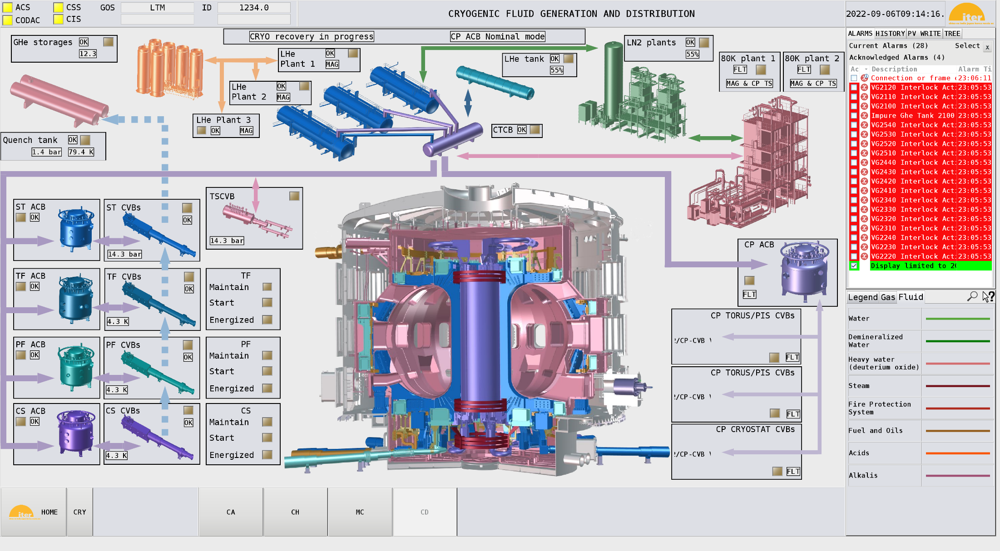 ACS
CSS
GOS
LTM
ID
1234.0
CODAC
CIS
CRYOGENIC FLUID GENERATION AND DISTRIBUTION
2022-09-06T09:14:16.
iter
CRYO recovery in progress
CP ACB Nominal mode
GHe storages
OK
12.3
LHe
Plant 1
OK
MAG
LHe
Plant 2
OK
MAG
LHe Plant 3
OK
MAG
LHe tank
OK
55%
LN2 plants
OK
55%
80K plant 1
FLT
MAG & CP TS
80K plant 2
FLT
MAG & CP TS
Quench tank
OK
1.4 bar
79.4 K
CTCB
OK
TSCVB
14.3 bar
ST ACB
OK
ST CVBs
OK
14.3 bar
TF ACB
OK
TF CVBs
OK
4.3 K
TF
Maintain
Start
Energized
PF ACB
OK
PF CVBs
OK
4.3 K
PF
Maintain
Start
Energized
CS ACB
OK
CS CVBs
OK
4.3 K
CS
Maintain
Start
Energized
CP ACB
FLT
CP TORUS/PIS CVBs
/CP-CVB
FLT
CP TORUS/PIS CVBs
/CP-CVB
FLT
CP CRYOSTAT CVBs
/CP-CVB
FLT
ALARMS
HISTORY
PV WRITE
TREE
Current Alarms (28)
Select
x
Acknowledged Alarms (4)
Ac
Description
Alarm Ti
Connection or frame 23:06:11
VG2120 Interlock Act 23:05:53
VG2110 Interlock Act 23:05:53
VG2100 Interlock Act 23:05:53
Impure Ghe Tank 2100 23:05:53
VG2540 Interlock Act 23:05:53
VG2530 Interlock Act 23:05:53
VG2520 Interlock Act 23:05:53
VG2510 Interlock Act 23:05:53
VG2440 Interlock Act 23:05:53
VG2430 Interlock Act 23:05:53
VG2420 Interlock Act 23:05:53
VG2410 Interlock Act 23:05:53
VG2340 Interlock Act 23:05:53
VG2330 Interlock Act 23:05:53
VG2320 Interlock Act 23:05:53
VG2310 Interlock Act 23:05:53
VG2240 Interlock Act 23:05:53
VG2230 Interlock Act 23:05:53
VG2220 Interlock Act 23:05:53
Display limited to 20
Legend
Gas
Fluid
Water
Demineralized
Water
Heavy water
(deuterium oxide)
Steam
Fire Protection
System
Fuel and Oils
Acids
Alkalis
iter
HOME
CRY
CA
CH
MC
CD